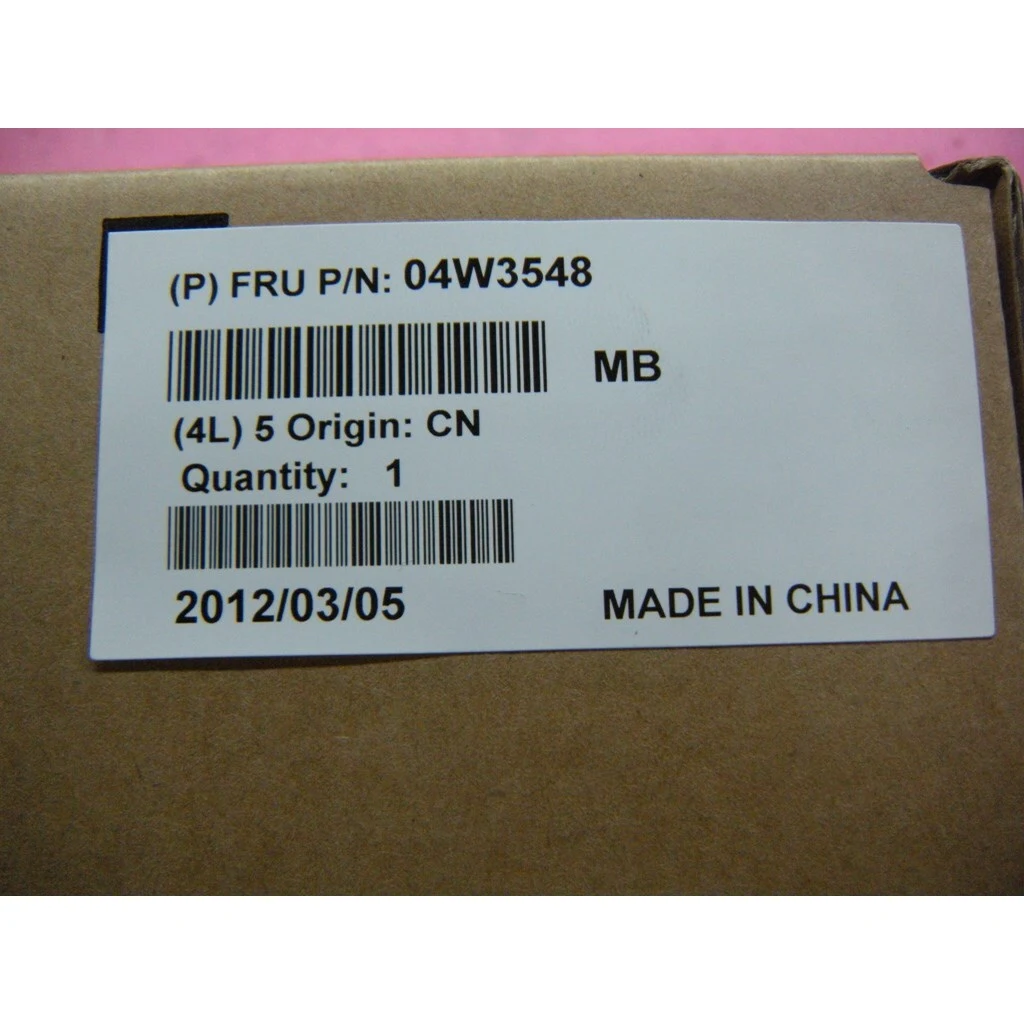 (P) FRU P/N: 04W3548
MB
(4L) 5 Origin: CN
Quantity: 1
2012/03/05
MADE IN CHINA